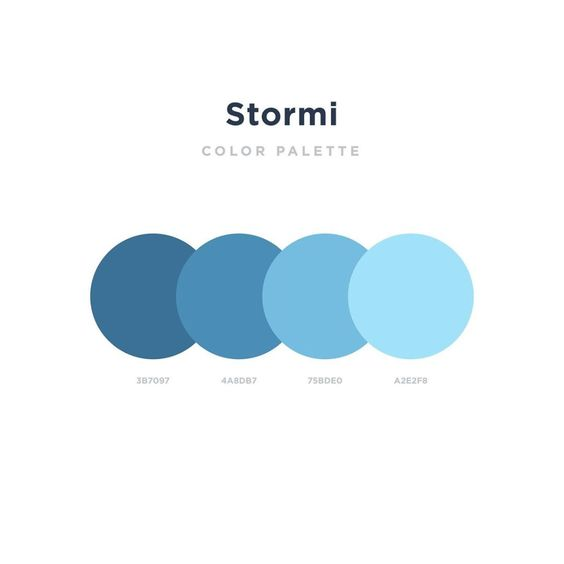 Stormi
COLOR PALETTE
3B7097
4A8DB7
75BDE0
A2E2F8